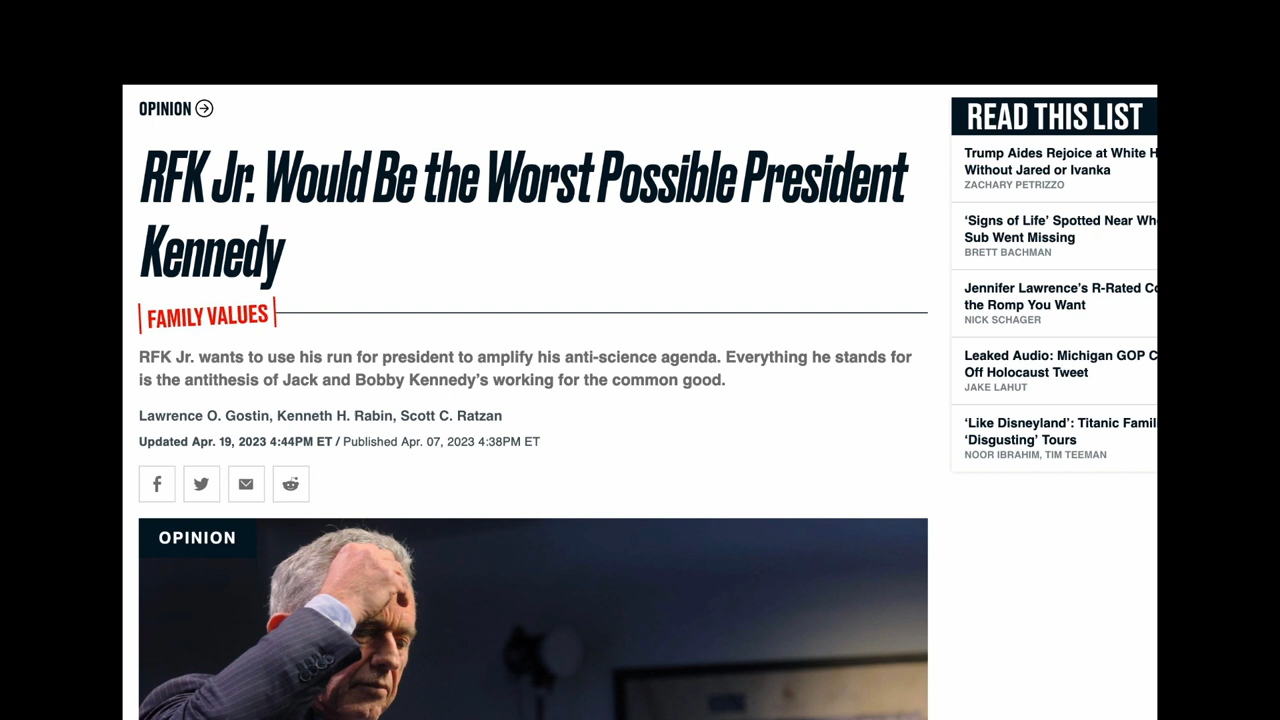 OPINION
RFK Jr. Would Be the Worst Possible President
Kennedy
FAMILY VALUES
RFK Jr. wants to use his run for president to amplify his anti-science agenda. Everything he stands for
is the antithesis of Jack and Bobby Kennedy's working for the common good.
Lawrence O. Gostin, Kenneth H. Rabin, Scott C. Ratzan
Updated Apr. 19, 2023 4:44PM ET / Published Apr. 07, 2023 4:38PM ET
OPINION
READ THIS LIST
Trump Aides Rejoice at White
Without Jared or Ivanka
ZACHARY PETRIZZO
‘Signs of Life’ Spotted Near
Sub Went Missing
BRETT BACHMAN
Jennifer Lawrence’s R-Rated
the Romp You Want
NICK SCHAGER
Leaked Audio: Michigan GOP
Off Holocaust Tweet
JAKE LAHUT
‘Like Disneyland’: Titanic
‘Disgusting’ Tours
NOOR IBRAHIM, TIM TEEMAN